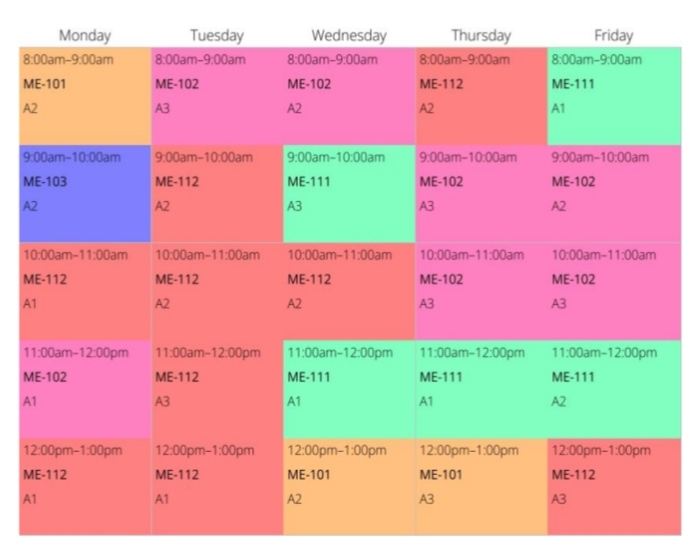 Monday Tuesday Wednesday Thursday Friday
8:00am–9:00am 8:00am–9:00am 8:00am–9:00am 8:00am–9:00am 8:00am–9:00am
ME-101 ME-102 ME-102 ME-112 ME-111
A2 A3 A2 A2 A1
9:00am–10:00am 9:00am–10:00am 9:00am–10:00am 9:00am–10:00am 9:00am–10:00am
ME-103 ME-112 ME-111 ME-102 ME-102
A2 A2 A3 A3 A2
10:00am–11:00am 10:00am–11:00am 10:00am–11:00am 10:00am–11:00am 10:00am–11:00am
ME-112 ME-112 ME-112 ME-102 ME-102
A1 A2 A2 A3 A3
11:00am–12:00pm 11:00am–12:00pm 11:00am–12:00pm 11:00am–12:00pm 11:00am–12:00pm
ME-102 ME-112 ME-111 ME-111 ME-111
A1 A3 A1 A1 A2
12:00pm–1:00pm 12:00pm–1:00pm 12:00pm–1:00pm 12:00pm–1:00pm 12:00pm–1:00pm
ME-112 ME-112 ME-101 ME-101 ME-112
A1 A1 A2 A3 A3